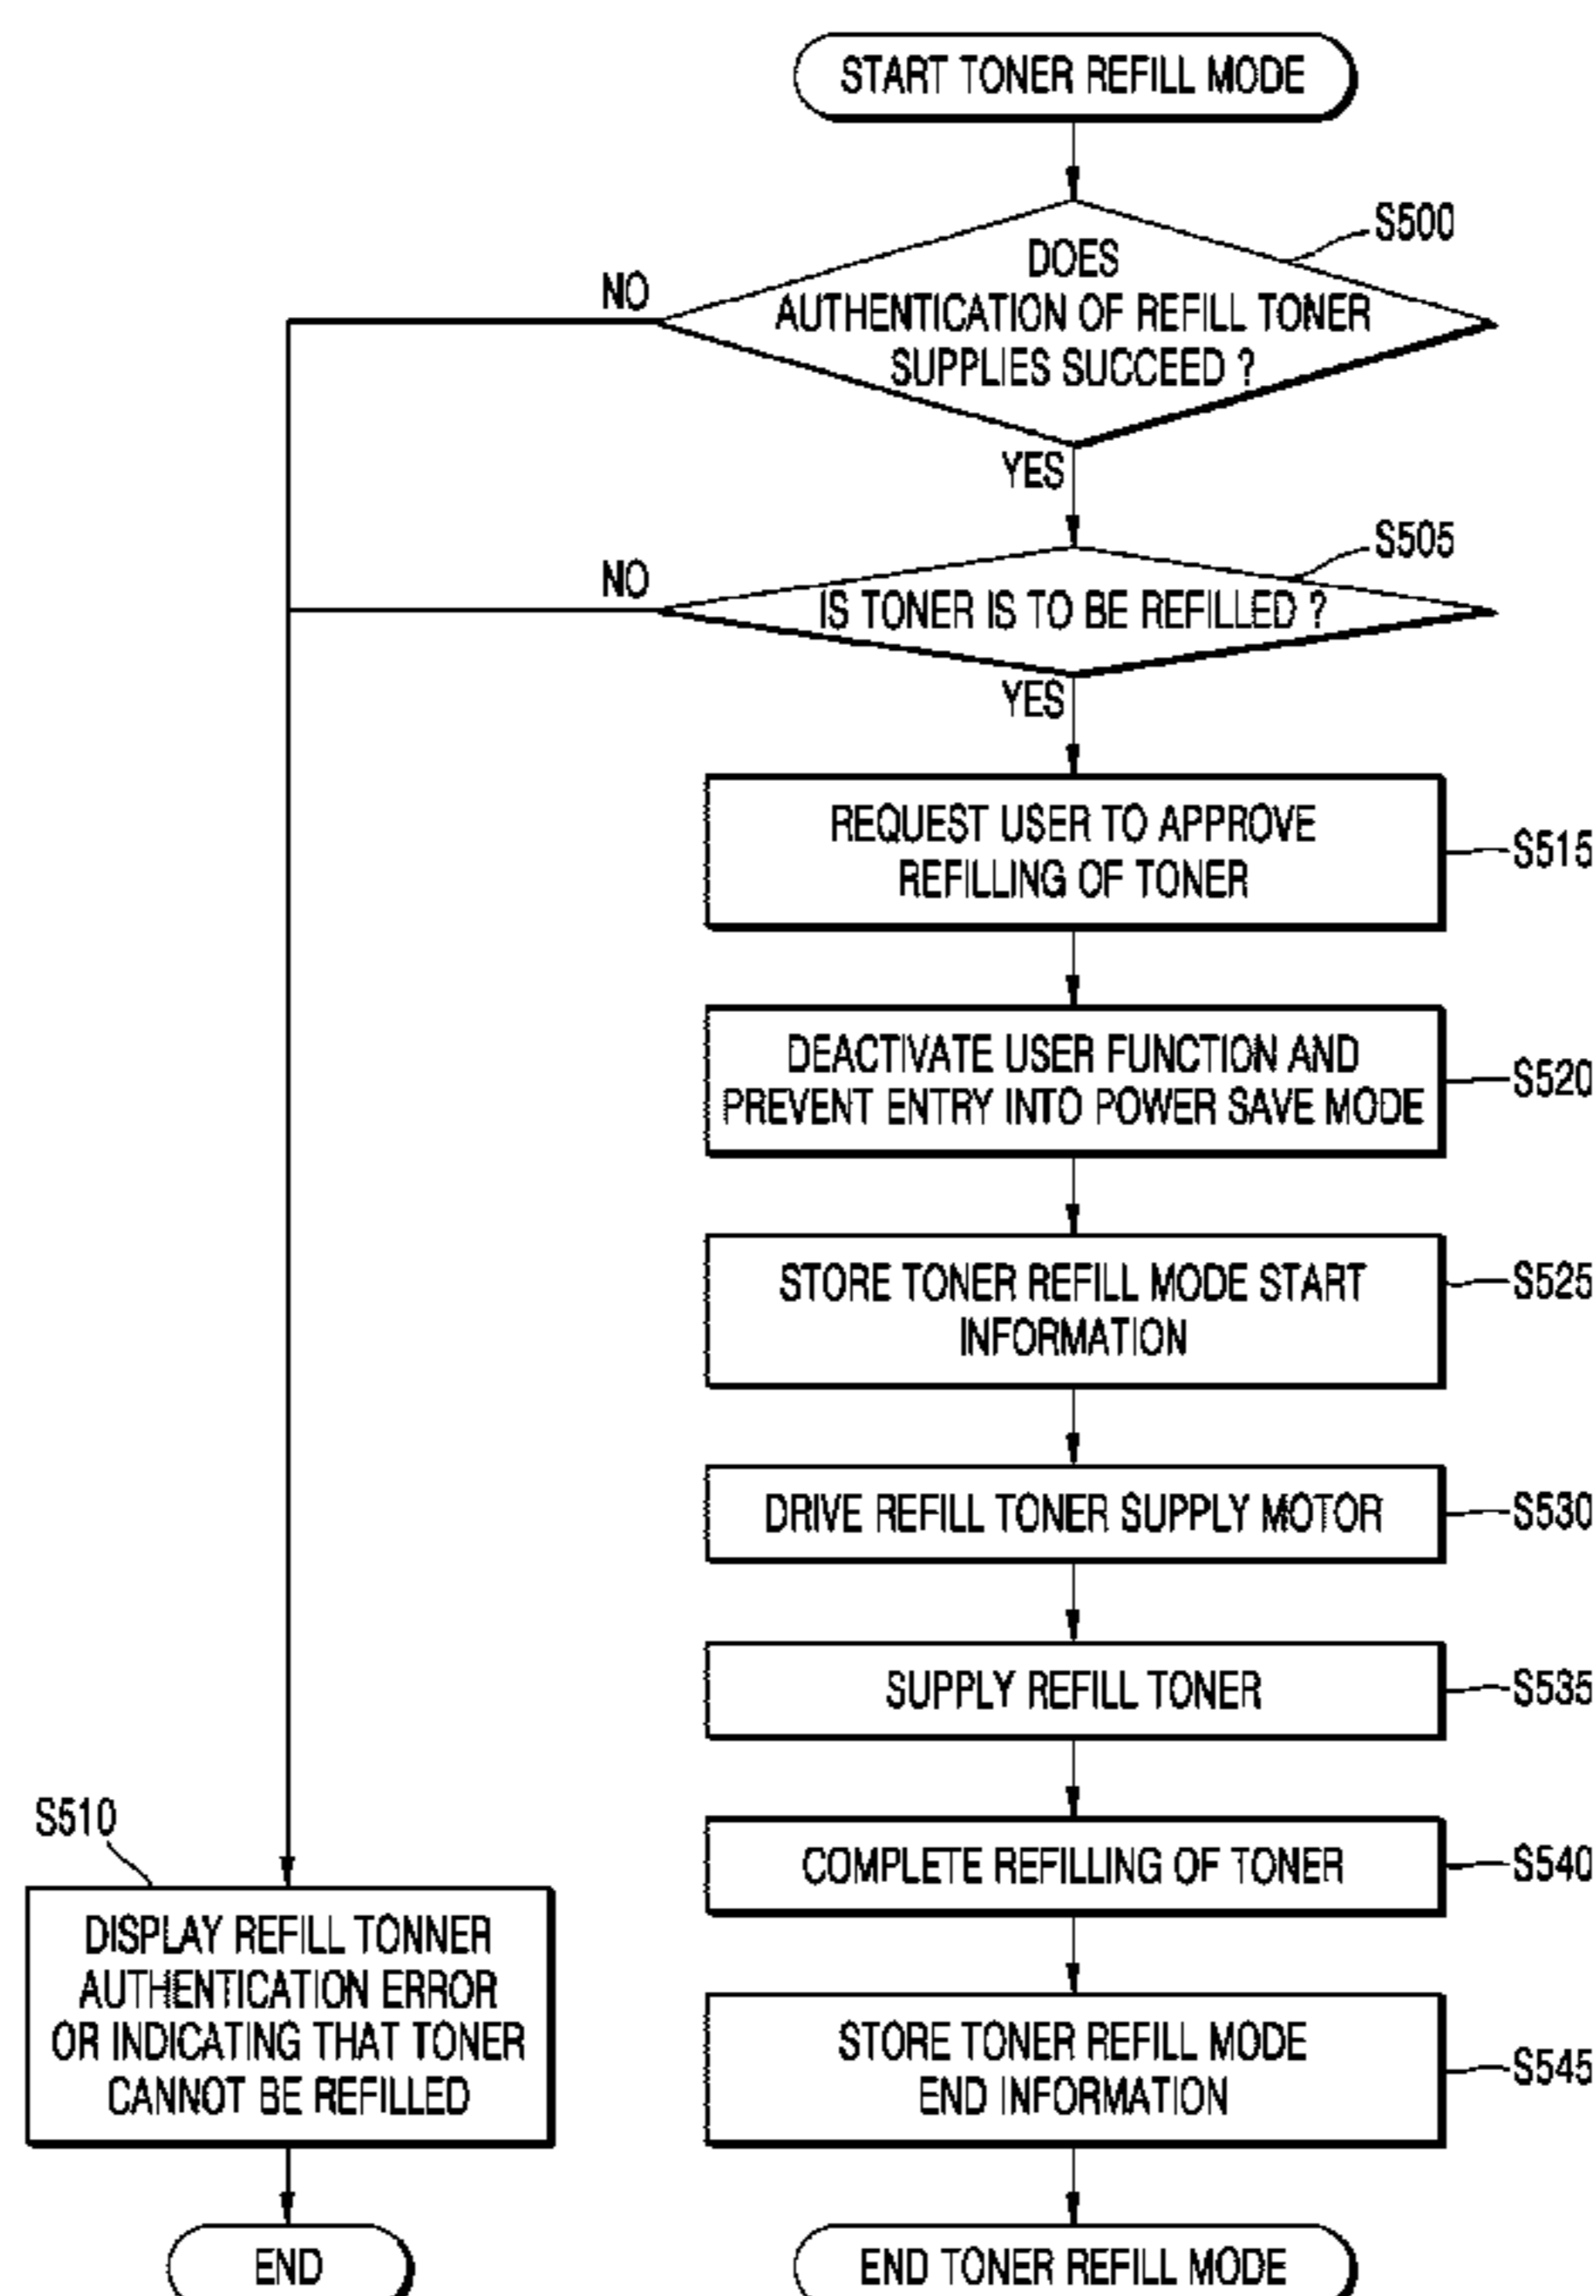 START TONER REFILL MODE
S500
DOES
AUTHENTICATION OF REFILL TONER
SUPPLIES SUCCEED ?
NO
YES
S505
IS TONER IS TO BE REFILLED ?
NO
YES
REQUEST USER TO APPROVE
REFILLING OF TONER
S515
DEACTIVATE USER FUNCTION AND
PREVENT ENTRY INTO POWER SAVE MODE
S520
STORE TONER REFILL MODE START
INFORMATION
S525
DRIVE REFILL TONER SUPPLY MOTOR
S530
SUPPLY REFILL TONER
S535
COMPLETE REFILLING OF TONER
S540
S510
DISPLAY REFILL TONNER
AUTHENTICATION ERROR
OR INDICATING THAT TONER
CANNOT BE REFILLED
STORE TONER REFILL MODE
END INFORMATION
S545
END
END TONER REFILL MODE